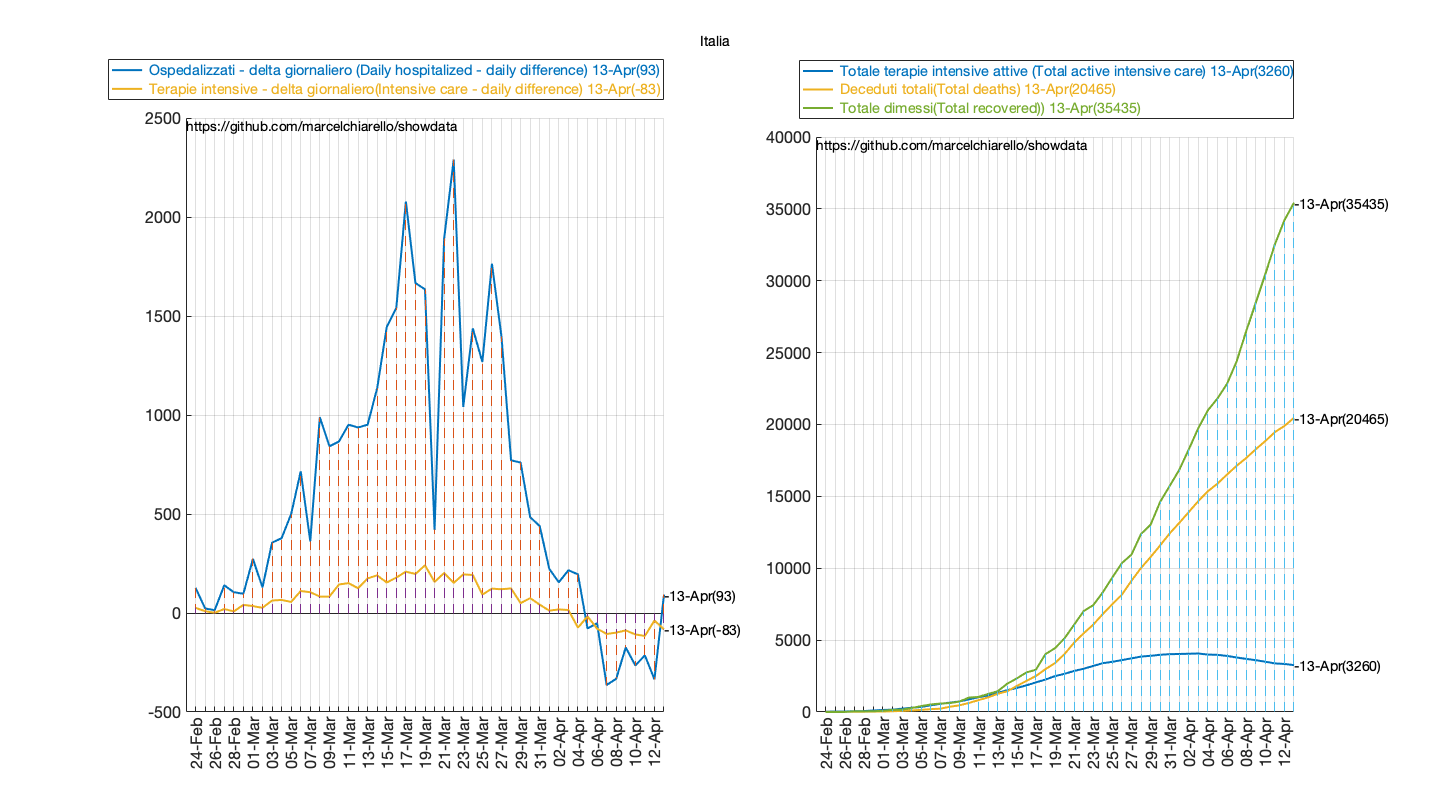 Italia
Ospedalizzati - delta giornaliero (Daily hospitalized - daily difference) 13-Apr(93)
Terapie intensive - delta giornaliero(Intensive care - daily difference) 13-Apr(-83)
https://github.com/marcelchiarello/showdata
2500
2000
1500
1000
500
0
-500
-13-Apr(93)
-13-Apr(-83)
24-Feb
26-Feb
28-Feb
01-Mar
03-Mar
05-Mar
07-Mar
09-Mar
11-Mar
13-Mar
15-Mar
17-Mar
19-Mar
21-Mar
23-Mar
25-Mar
27-Mar
29-Mar
31-Mar
02-Apr
04-Apr
06-Apr
08-Apr
10-Apr
12-Apr
Totale terapie intensive attive (Total active intensive care) 13-Apr(3260)
Deceduti totali(Total deaths) 13-Apr(20465)
Totale dimessi(Total recovered)) 13-Apr(35435)
https://github.com/marcelchiarello/showdata
40000
35000
30000
25000
20000
15000
10000
5000
0
-13-Apr(35435)
-13-Apr(20465)
-13-Apr(3260)
24-Feb
26-Feb
28-Feb
01-Mar
03-Mar
05-Mar
07-Mar
09-Mar
11-Mar
13-Mar
15-Mar
17-Mar
19-Mar
21-Mar
23-Mar
25-Mar
27-Mar
29-Mar
31-Mar
02-Apr
04-Apr
06-Apr
08-Apr
10-Apr
12-Apr